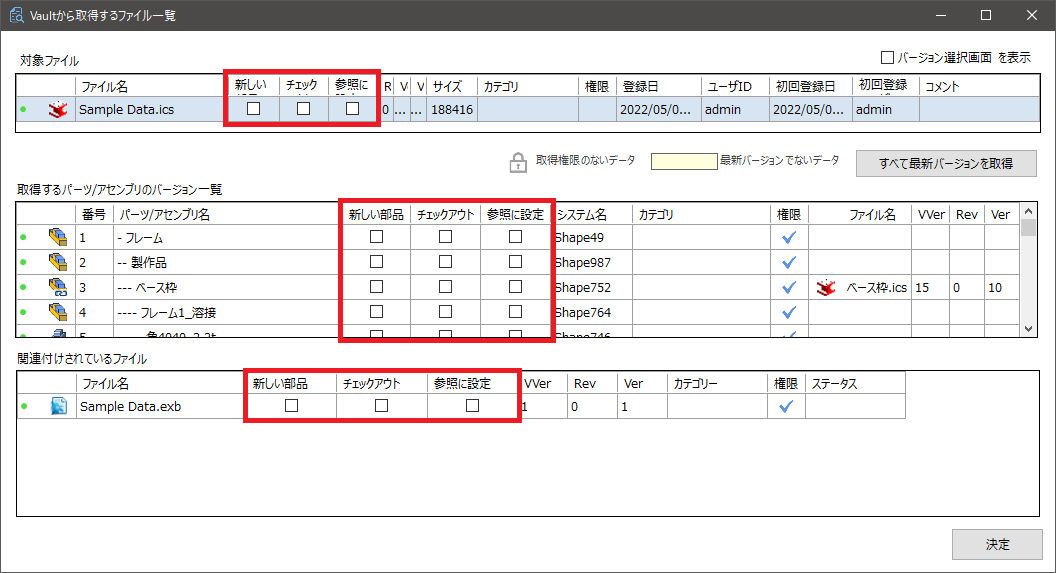 Vaultから取得するファイル一覧
対象ファイル
バージョン選択画面 を表示
ファイル名 新しい チェック 参照に R V V サイズ カテゴリ 権限 登録日 ユーザID 初回登録日 初回登録 コメント
Sample Data.ics 0 ... ... 188416 2022/05/0... admin 2022/05/0... admin
取得権限のないデータ 最新バージョンでないデータ すべて最新バージョンを取得
取得するパーツ/アセンブリのバージョン一覧
番号 パーツ/アセンブリ名 新しい部品 チェックアウト 参照に設定 システム名 カテゴリ 権限 ファイル名 VVer Rev Ver
1 - フレーム Shape49
2 -- 製作品 Shape987
3 --- ベース枠 Shape752 ベース枠.ics 15 0 10
4 ---- フレーム1_溶接 Shape764
関連付けされているファイル
ファイル名 新しい部品 チェックアウト 参照に設定 VVer Rev Ver カテゴリー 権限 ステータス
Sample Data.exb 1 0 1
決定